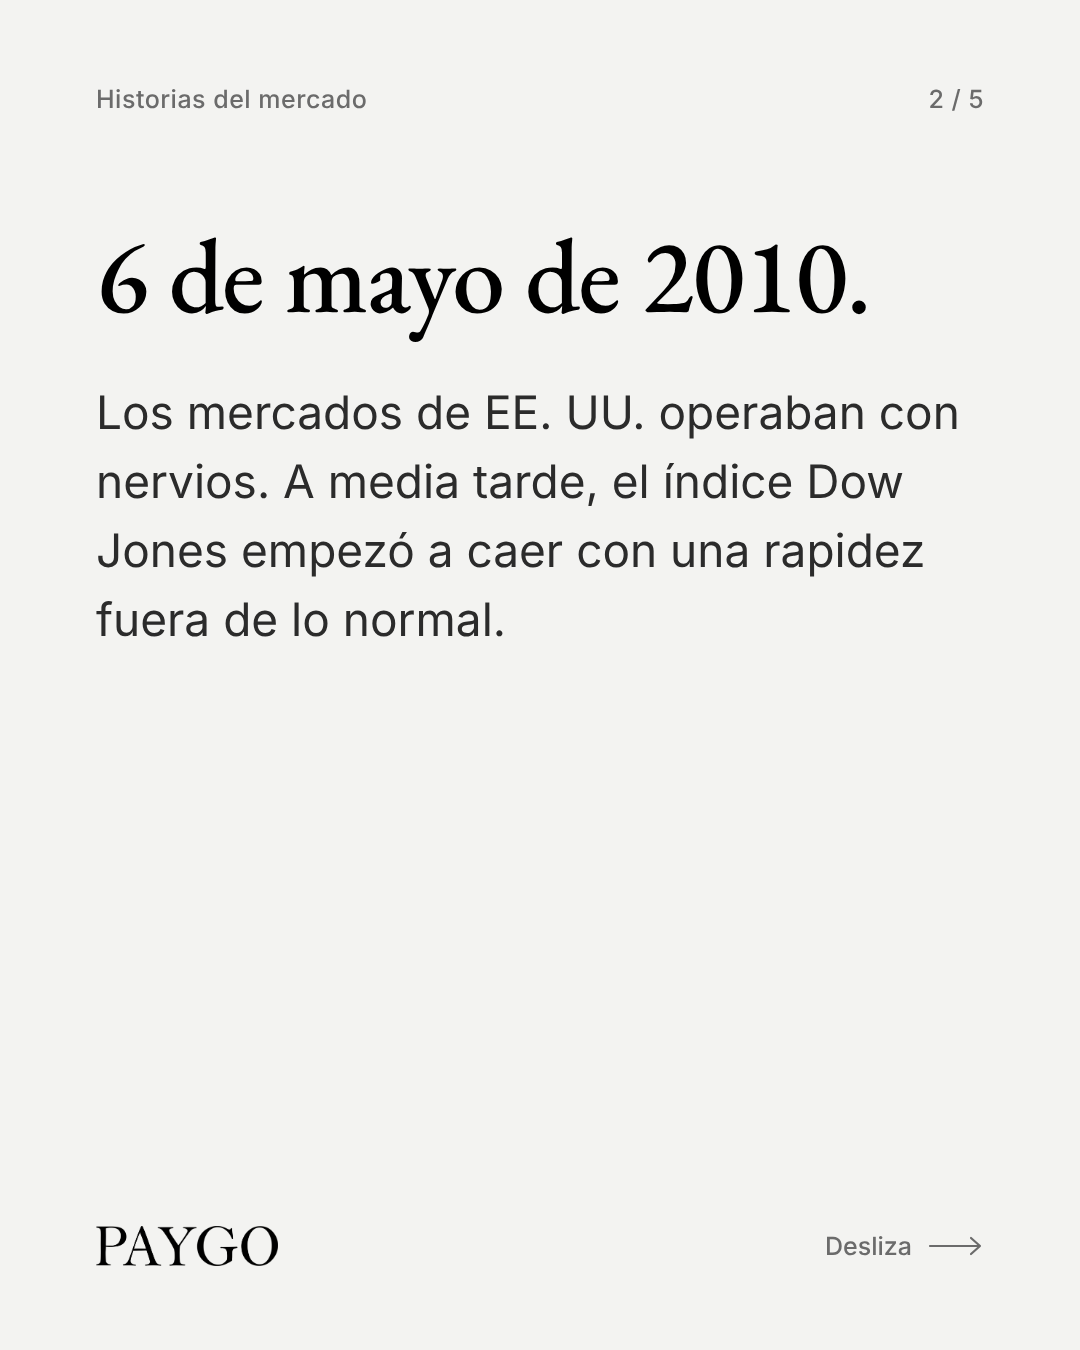 Historias del mercado
2 / 5
6 de mayo de 2010.
Los mercados de EE. UU. operaban con
nervios. A media tarde, el índice Dow
Jones empezó a caer con una rapidez
fuera de lo normal.
PAYGO
Desliza